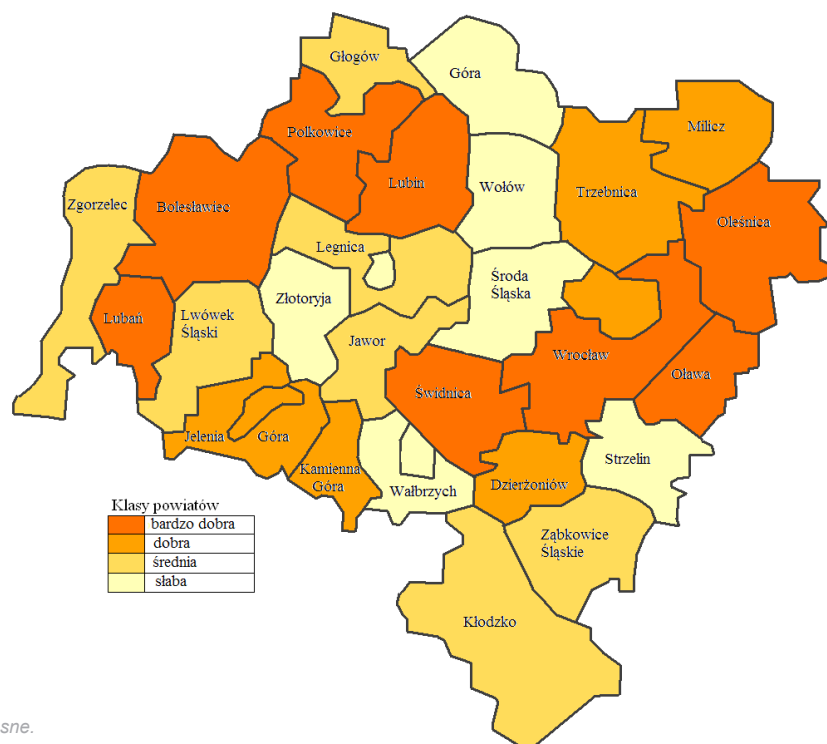 Głogów
Góra
Milicz
Polkowice
Lubin
Wołów
Trzebnica
Zgorzelec
Bolesławiec
Oleśnica
Legnica
Środa
Śląska
Złotoryja
Lubań
Lwówek
Śląski
Jawor
Wrocław
Oława
Świdnica
Jelenia
Góra
Kamienna
Góra
Wałbrzych
Dzierżoniów
Strzelin
Ząbkowice
Śląskie
Kłodzko
Klasy powiatów
bardzo dobra
dobra
średnia
słaba
sne.